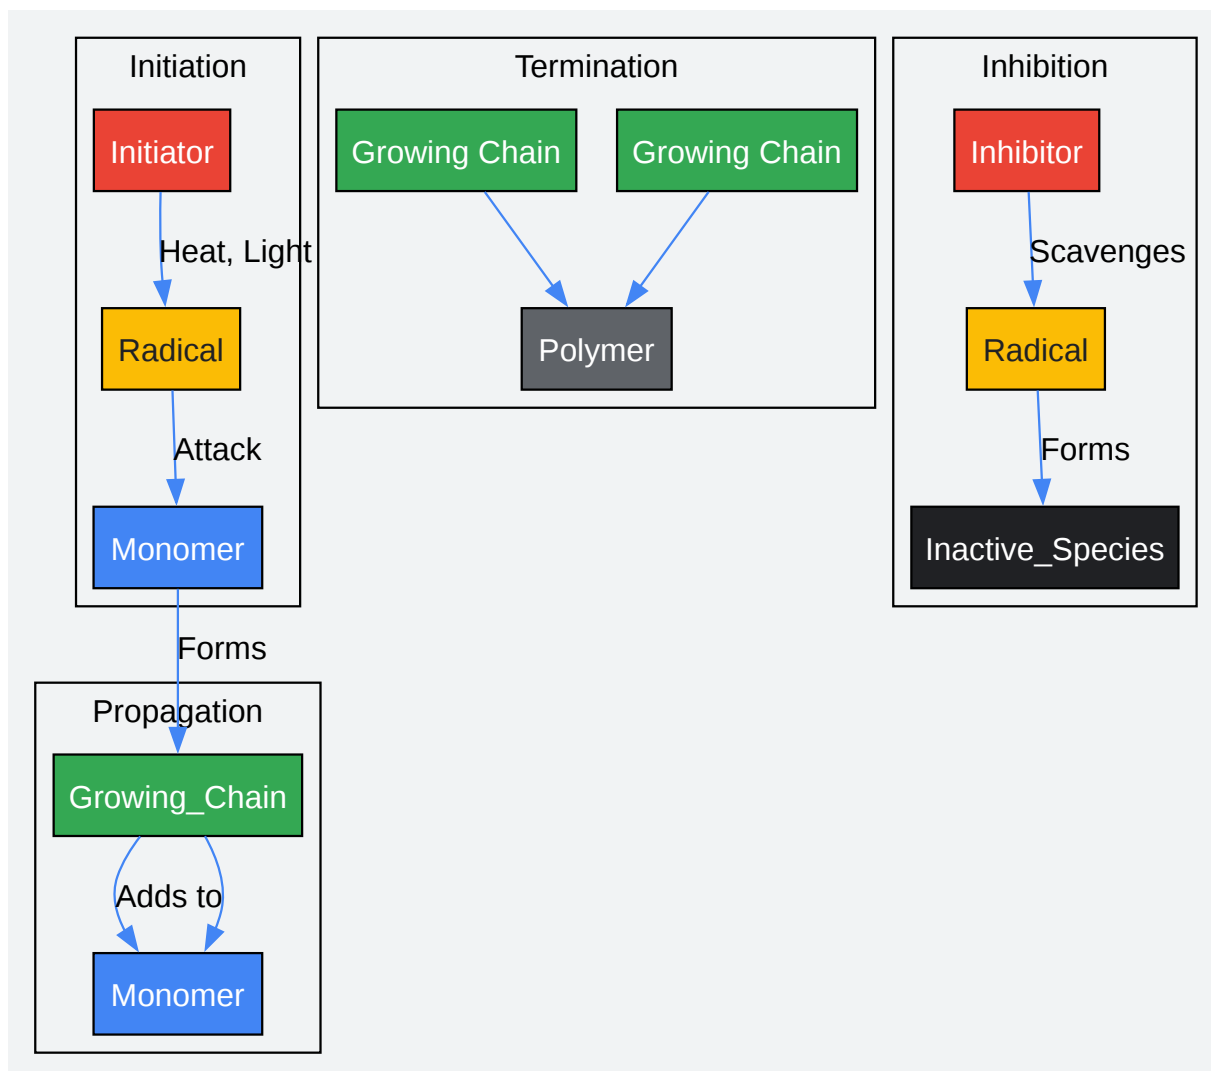 Initiation
Initiator
Heat, Light
Radical
Attack
Monomer
Forms
Propagation
Growing_Chain
Adds to
Monomer
Termination
Growing Chain
Growing Chain
Polymer
Inhibition
Inhibitor
Scavenges
Radical
Forms
Inactive_Species